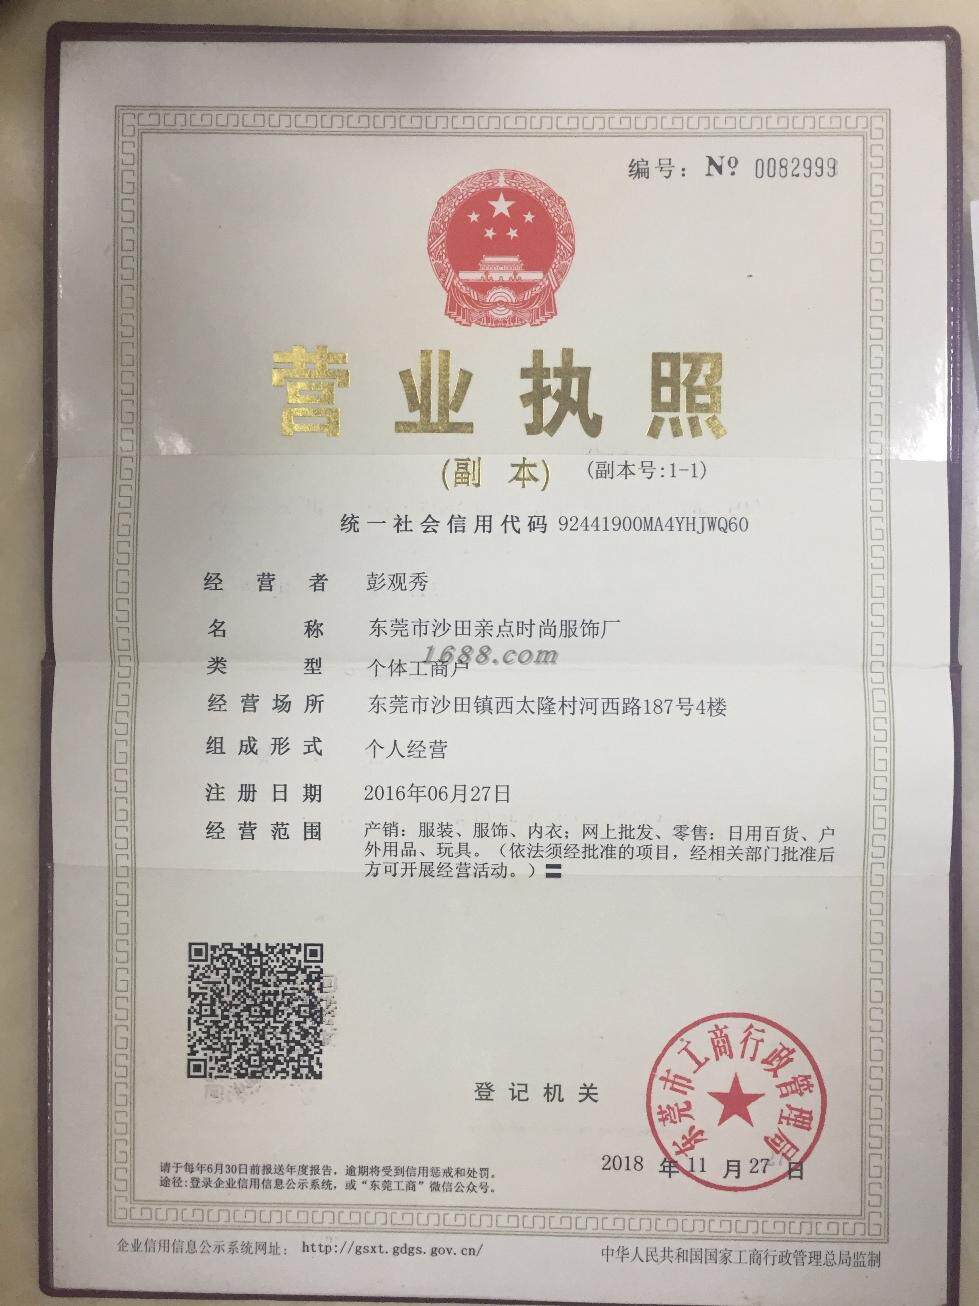 编号: Nº 0082999
营业执照
(副 本) (副本号:1-1)
统一社会信用代码 92441900MA4YHJWQ60
经营者 彭观秀
名称 东莞市沙田亲点时尚服饰厂
1688.com
类型 个体工商户
经营场所 东莞市沙田镇西太隆村河西路187号4楼
组成形式 个人经营
注册日期 2016年06月27日
经营范围 产销: 服装、服饰、内衣; 网上批发、零售: 日用百货、户
外用品、玩具。(依法须经批准的项目, 经相关部门批准后
方可开展经营活动。)〓
东莞市工商行政管理局
登记机关
2018 年 11 月 27 日
请于每年6月30日前报送年度报告, 逾期将受到信用惩戒和处罚。
途径:登录企业信用信息公示系统, 或“东莞工商”微信公众号。
企业信用信息公示系统网址: http://gsxt.gdgs.gov.cn/
中华人民共和国国家工商行政管理总局监制